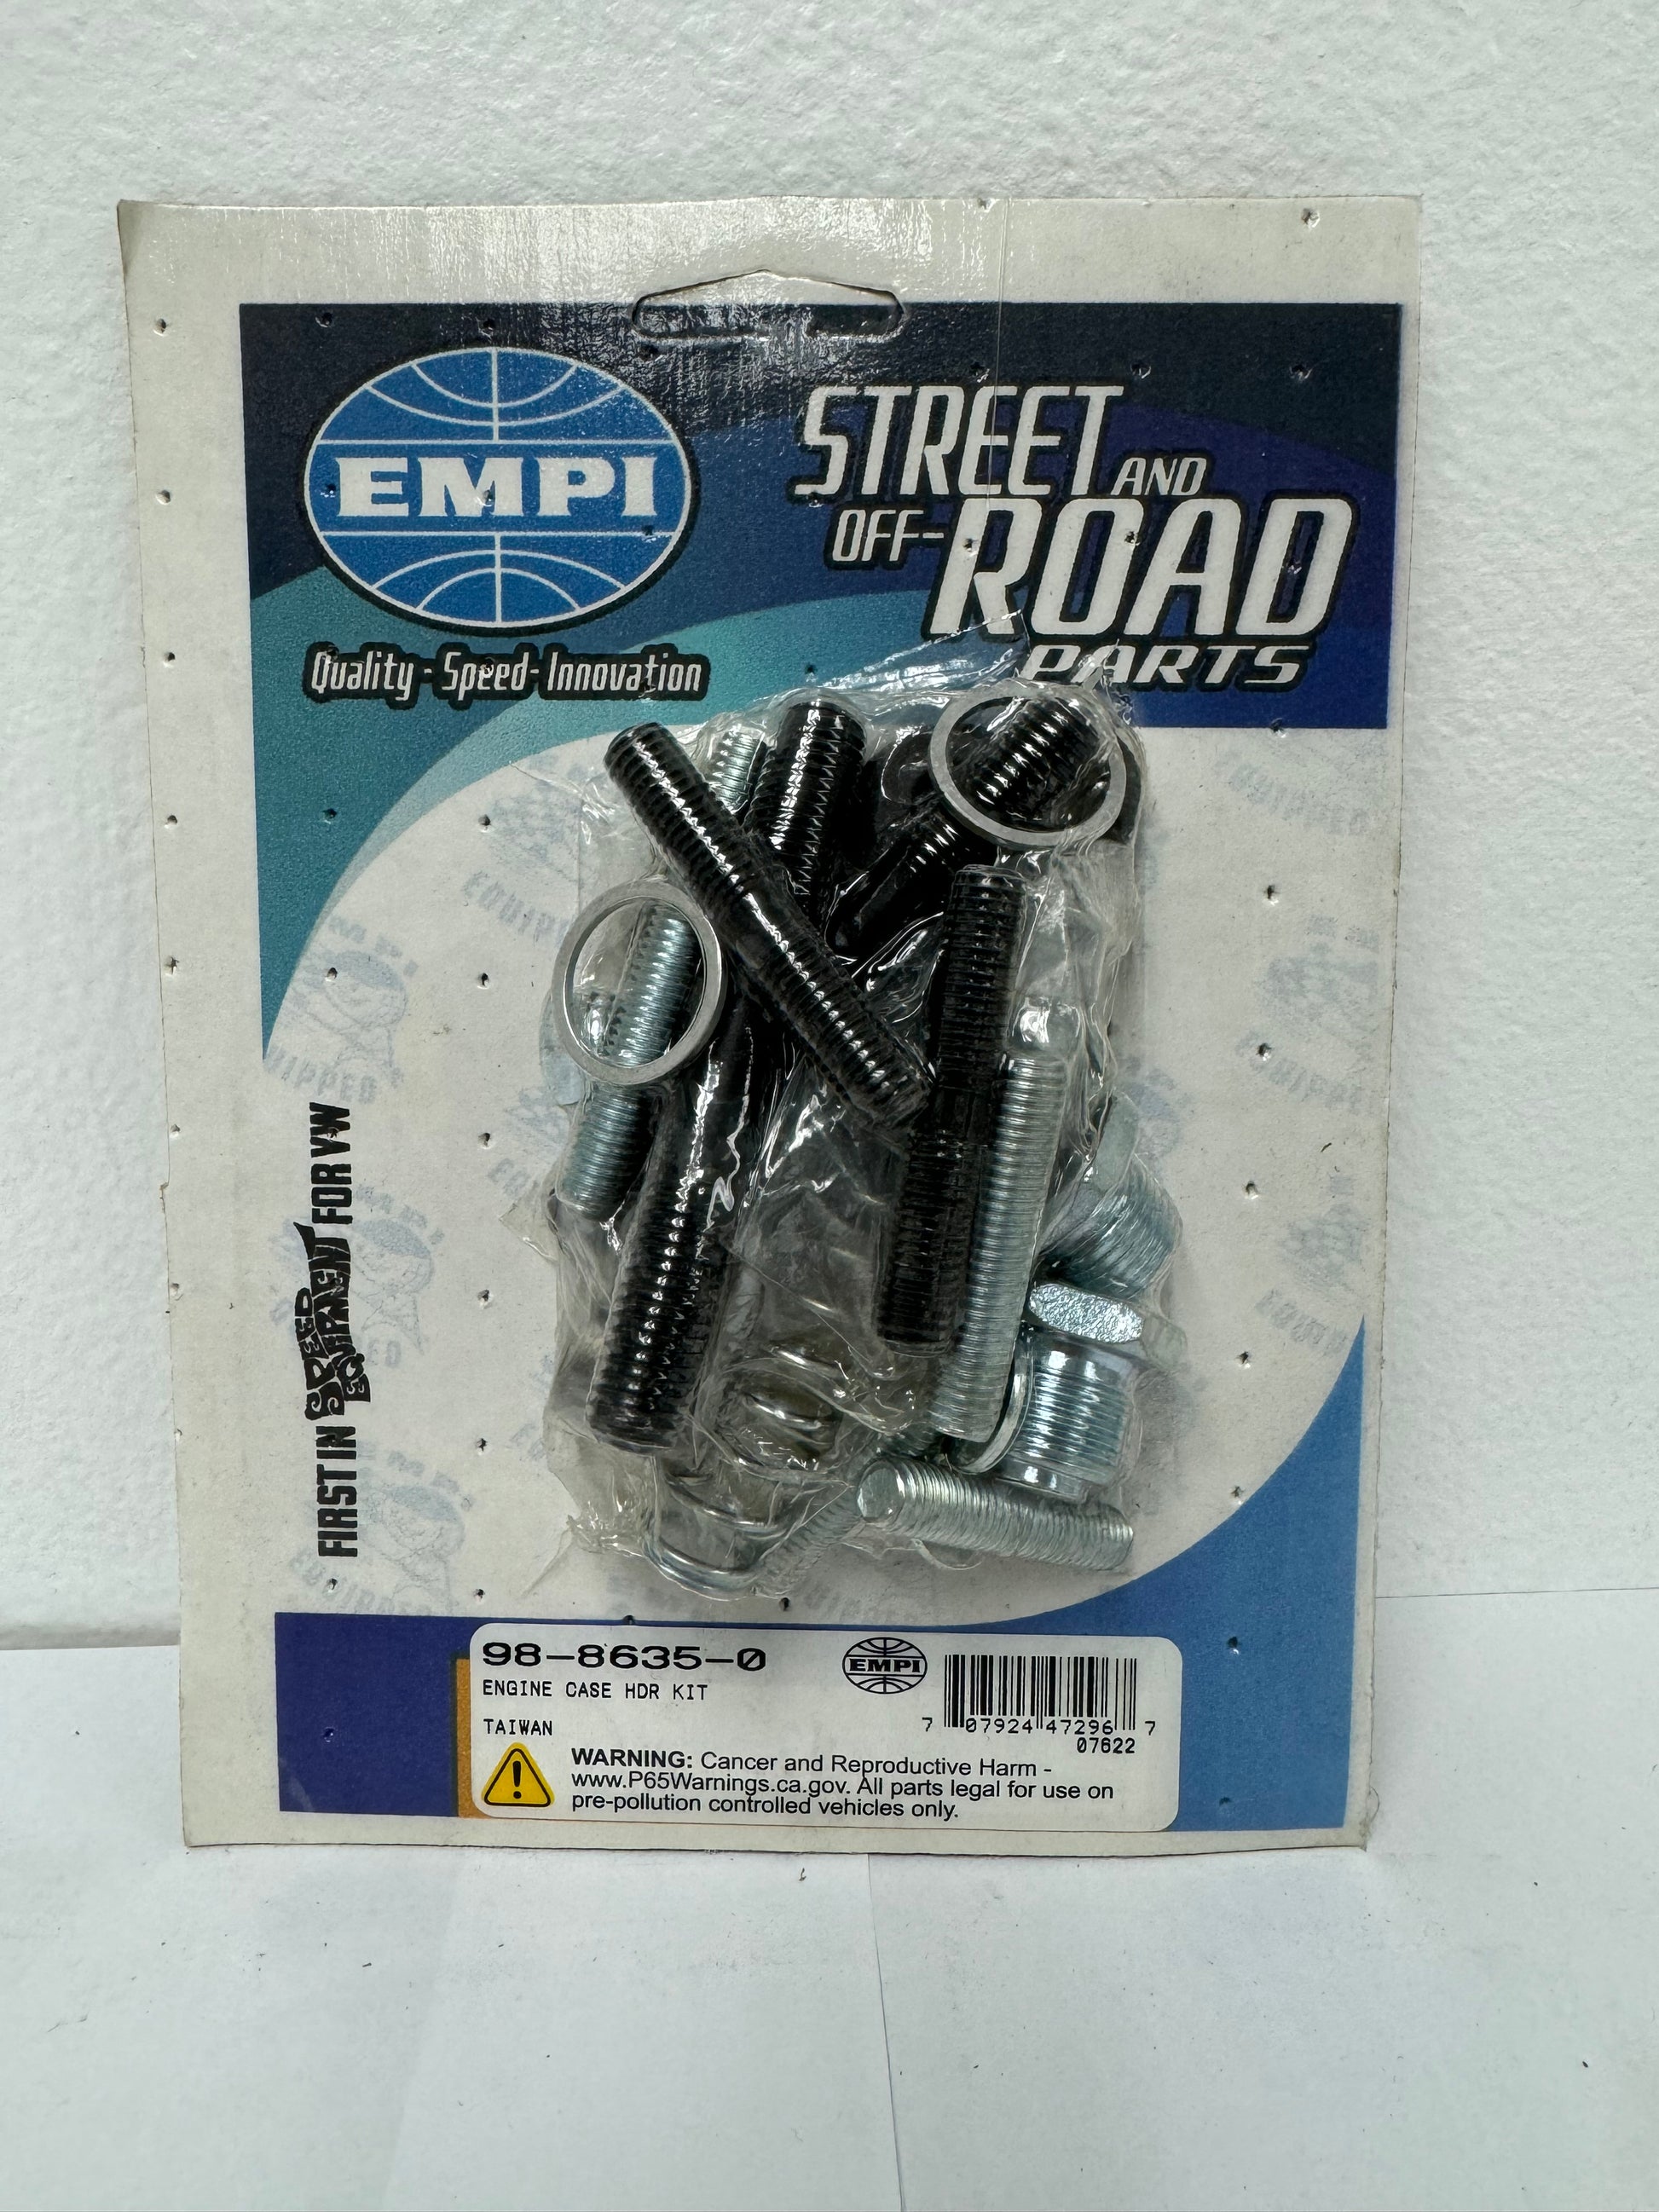 EMPI
Quality - Speed - Innovation
STREET AND
OFF-ROAD
PARTS
FIRST IN SPEED EQUIPMENT FOR VW
98-8635-0
ENGINE CASE HDR KIT
TAIWAN
EMPI
7 07924 47296 7
07622
WARNING: Cancer and Reproductive Harm -
www.P65Warnings.ca.gov. All parts legal for use on
pre-pollution controlled vehicles only.